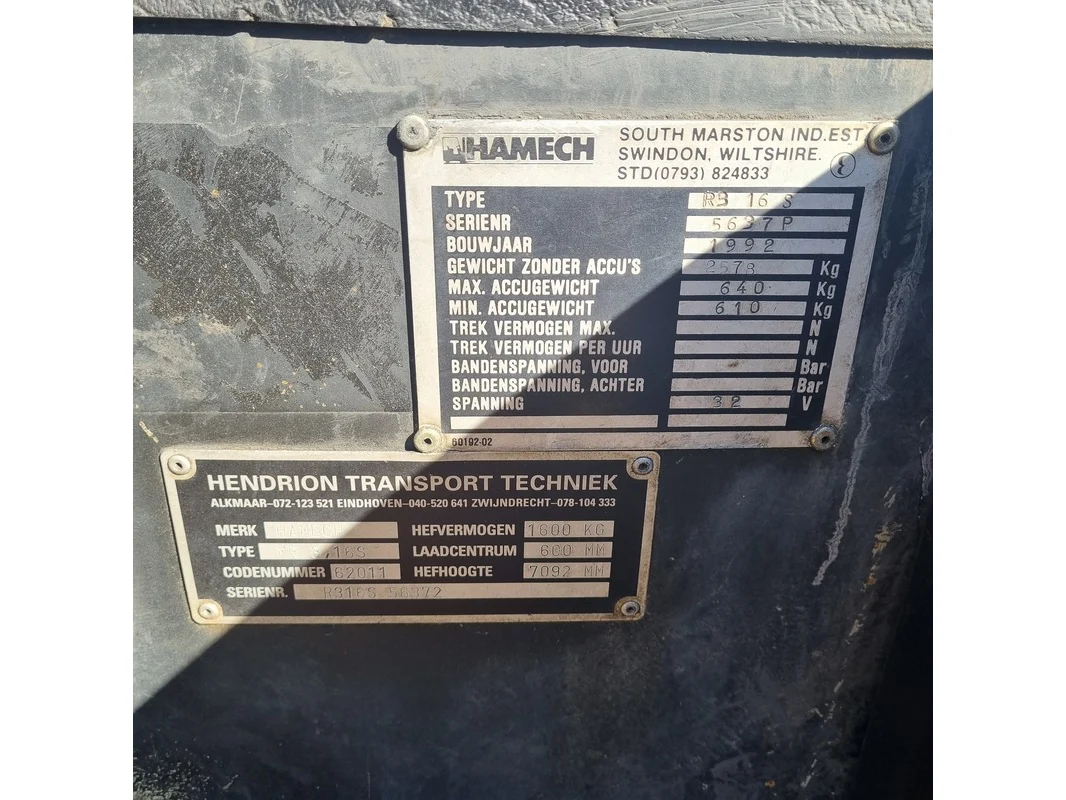 HAMECH
SOUTH MARSTON IND.EST
SWINDON, WILTSHIRE.
STD(0793) 824833
TYPE RB 16 S
SERIENR 5637P
BOUWJAAR 1992
GEWICHT ZONDER ACCU'S 2578 Kg
MAX. ACCUGEWICHT 640 Kg
MIN. ACCUGEWICHT 610 Kg
TREK VERMOGEN MAX. N
TREK VERMOGEN PER UUR N
BANDENSPANNING, VOOR Bar
BANDENSPANNING, ACHTER Bar
SPANNING 32 V
60192-02
HENDRION TRANSPORT TECHNIEK
ALKMAAR–072-123 521 EINDHOVEN–040-520 641 ZWIJNDRECHT–078-104 333
MERK HEFVERMOGEN 1600 KG
TYPE LAADCENTRUM 600 MM
CODENUMMER 62011 HEFHOOGTE 7092 MM
SERIENR.